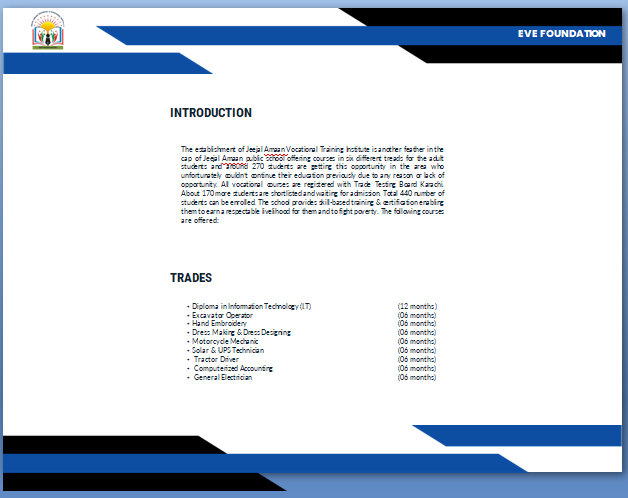 EVE FOUNDATION
INTRODUCTION
The establishment of Jeejal Amaan Vocational Training Institute is another feather in the
cap of Jeejal Amaan public school offering courses in six different treads for the adult
students and around 270 students are getting this opportunity in the area who
unfortunately couldn't continue their education previously due to any reason or lack of
opportunity. All vocational courses are registered with Trade Testing Board Karachi.
About 170 more students are shortlisted and waiting for admission. Total 440 number of
students can be enrolled. The school provides skill-based training & certification enabling
them to earn a respectable livelihood for them and to fight poverty. The following courses
are offered:
TRADES
• Diploma in Information Technology (I.T) (12 months)
• Excavator Operator (06 months)
• Hand Embroidery (06 months)
• Dress Making & Dress Designing (06 months)
• Motorcycle Mechanic (06 months)
• Solar & UPS Technician (06 months)
• Tractor Driver (06 months)
• Computerized Accounting (06 months)
• General Electrician (06 months)